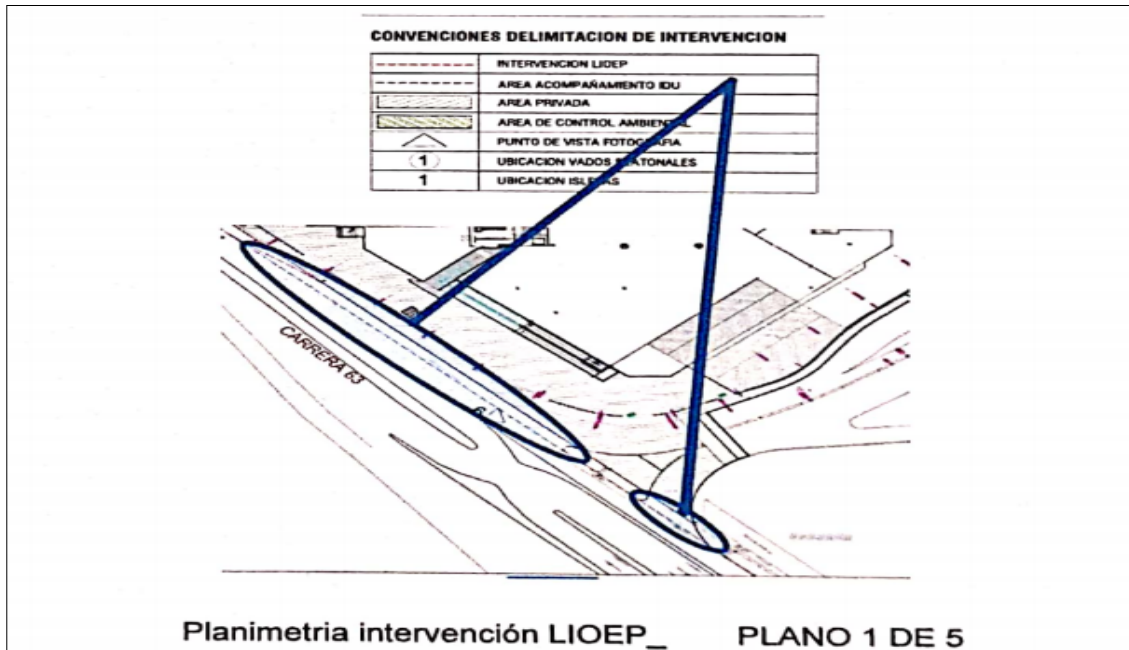 CONVENCIONES DELIMITACION DE INTERVENCION
INTERVENCION LIOEP
AREA ACOMPAÑAMIENTO IDU
AREA PRIVADA
AREA DE CONTROL AMBIENTAL
PUNTO DE VISTA FOTOGRAFIA
1 UBICACION VADOS PEATONALES
1 UBICACION ISLETAS
CARRERA 63
6
Planimetria intervención LIOEP_ PLANO 1 DE 5